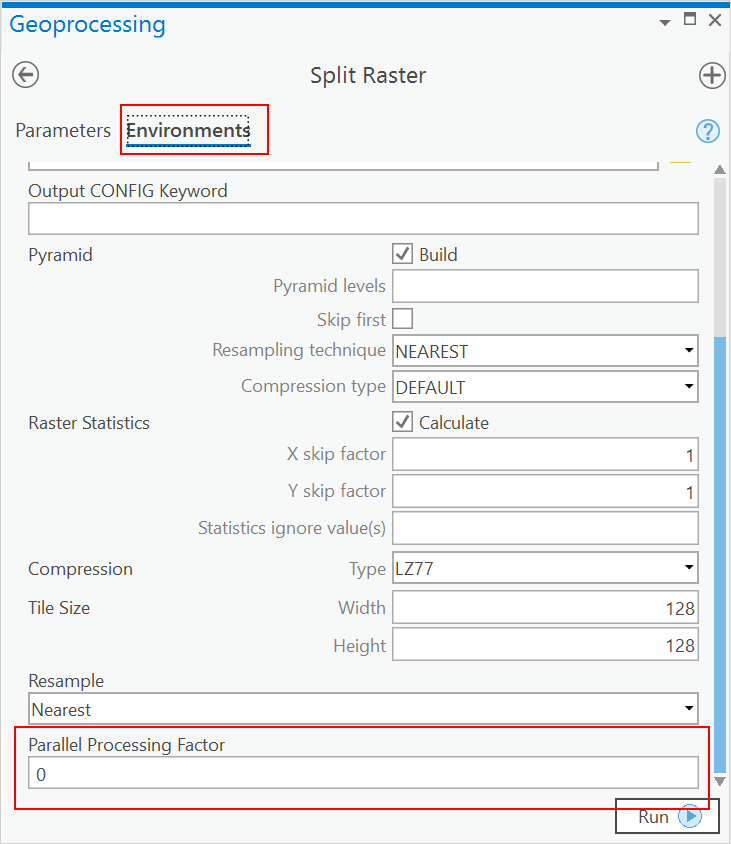 Geoprocessing
Split Raster
Parameters Environments
Output CONFIG Keyword
Pyramid Build
Pyramid levels
Skip first
Resampling technique NEAREST
Compression type DEFAULT
Raster Statistics Calculate
X skip factor 1
Y skip factor 1
Statistics ignore value(s)
Compression Type LZ77
Tile Size Width 128
Height 128
Resample
Nearest
Parallel Processing Factor
0
Run